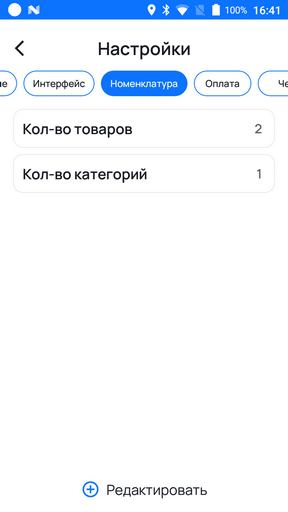 100% 16:41
Настройки
Интерфейс Номенклатура Оплата
Кол-во товаров 2
Кол-во категорий 1
Редактировать